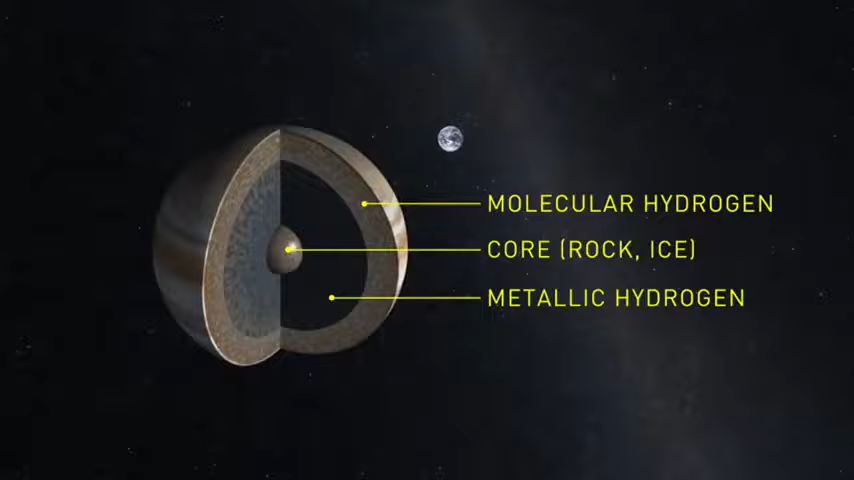 MOLECULAR HYDROGEN
CORE (ROCK, ICE)
METALLIC HYDROGEN